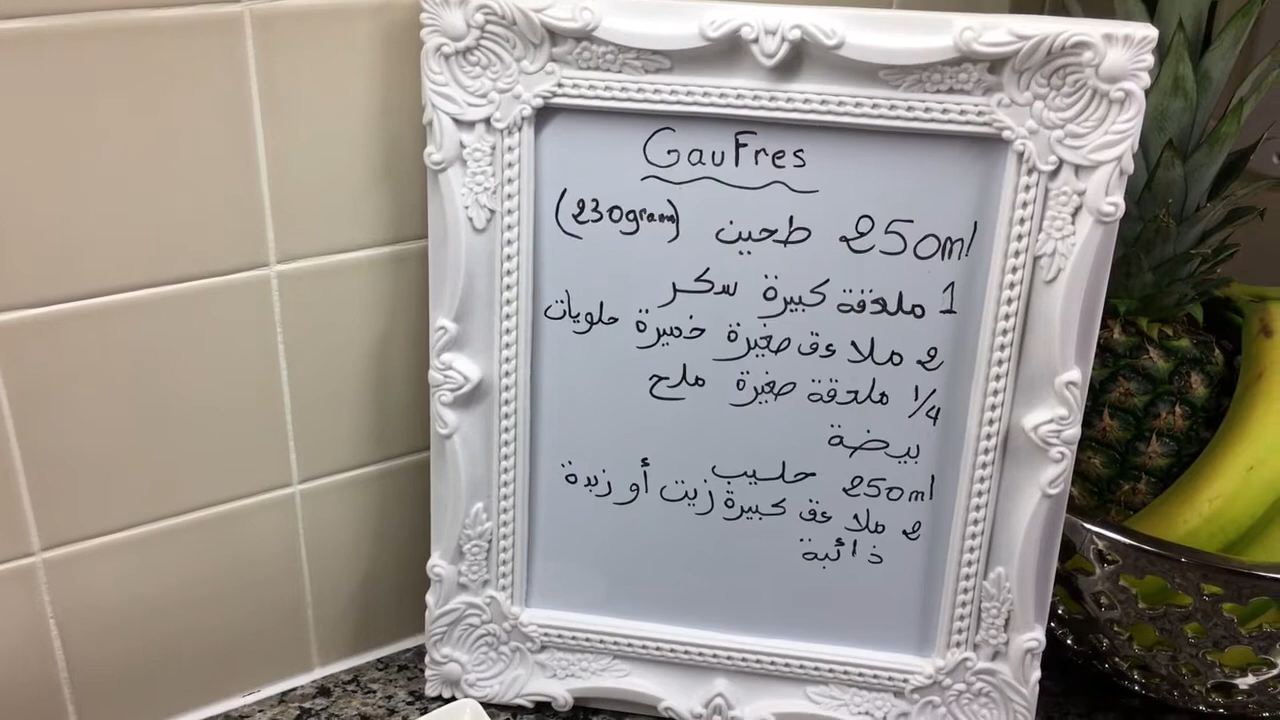 Gaufres
250ml طحين (230grams)
1 ملعقة كبيرة سكر
2 ملاعق صغيرة خميرة حلويات
1/4 ملعقة صغيرة ملح
بيضة
250ml حليب
2 ملاعق كبيرة زيت أو زبدة
ذائبة